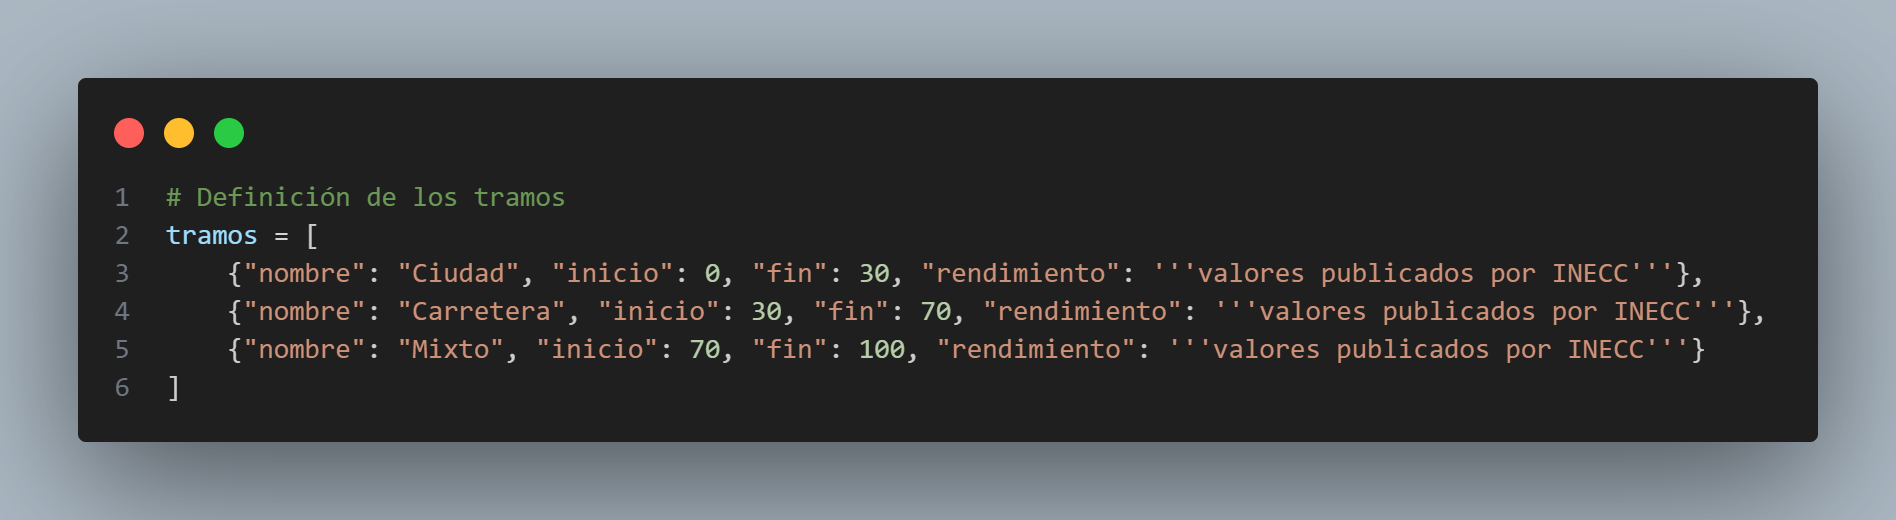 1 # Definición de los tramos
2 tramos = [
3     {"nombre": "Ciudad", "inicio": 0, "fin": 30, "rendimiento": '''valores publicados por INECC'''},
4     {"nombre": "Carretera", "inicio": 30, "fin": 70, "rendimiento": '''valores publicados por INECC'''},
5     {"nombre": "Mixto", "inicio": 70, "fin": 100, "rendimiento": '''valores publicados por INECC'''}
6 ]